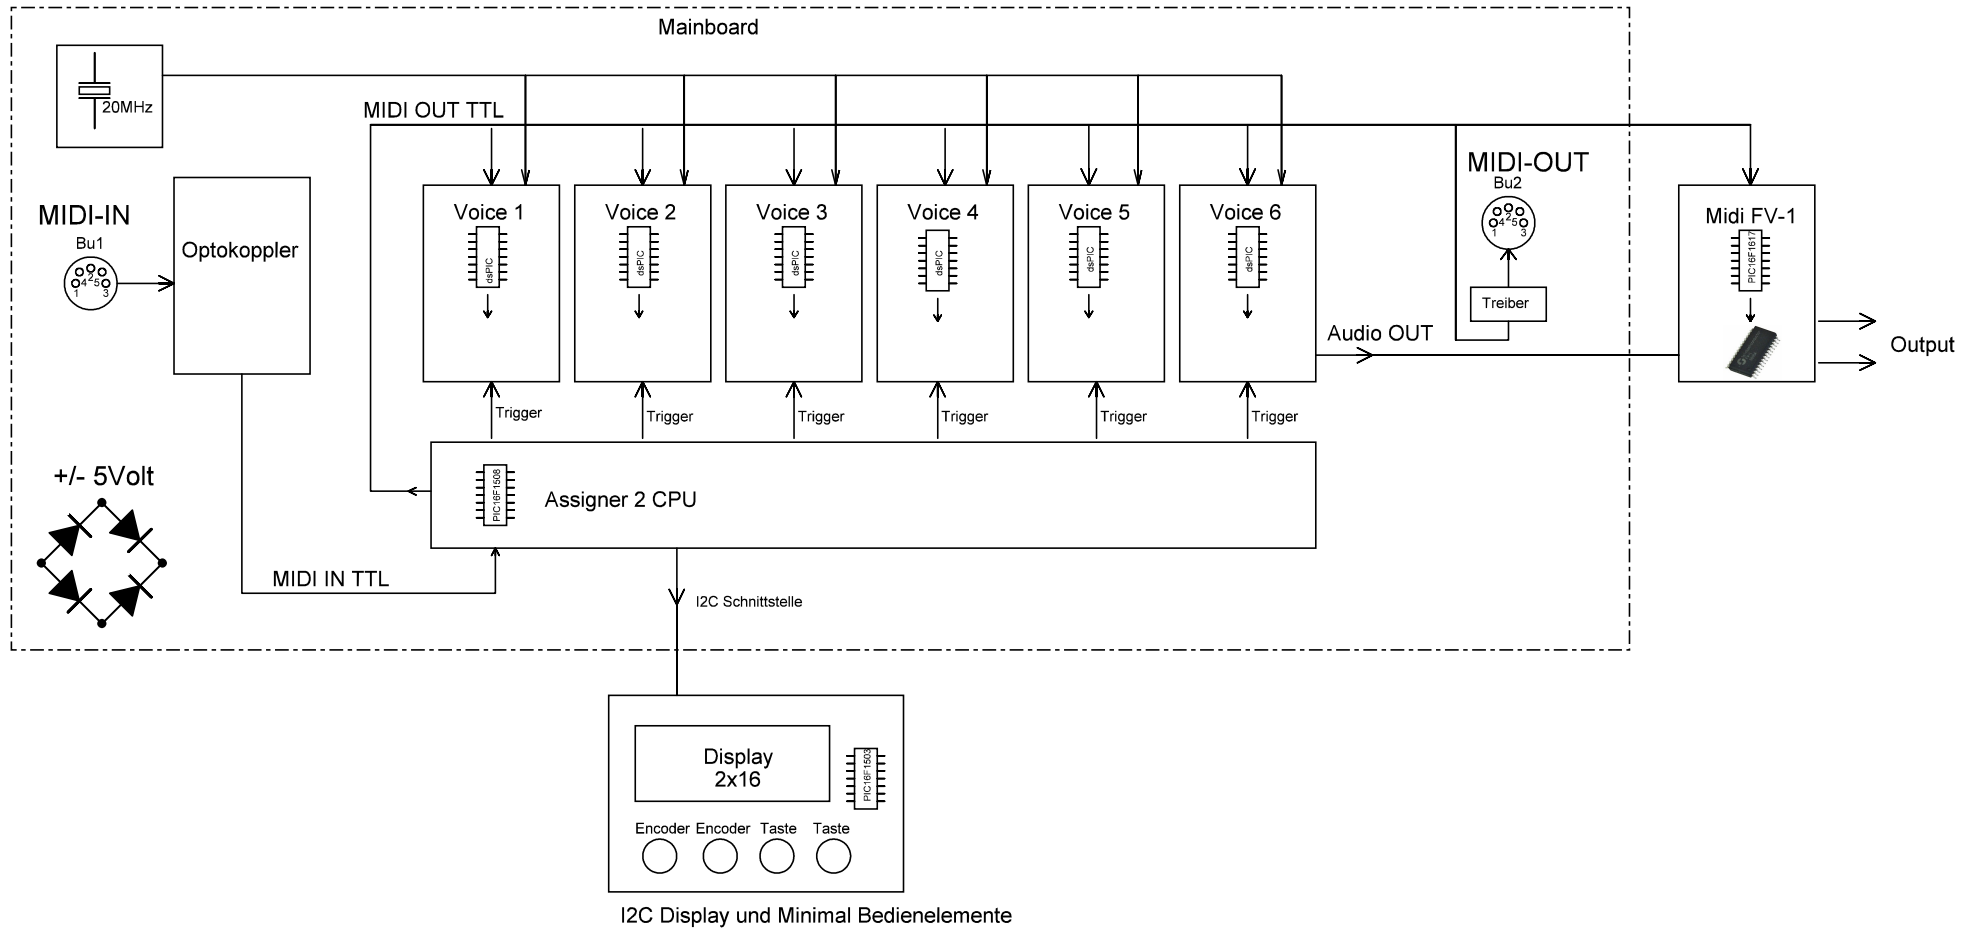 Mainboard
20MHz
MIDI OUT TTL
MIDI-IN
Bu1
1 4 2 5 3
Optokoppler
Voice 1
dsPIC
Voice 2
dsPIC
Voice 3
dsPIC
Voice 4
dsPIC
Voice 5
dsPIC
Voice 6
dsPIC
MIDI-OUT
Bu2
1 4 2 5 3
Treiber
Midi FV-1
PIC16F1617
Audio OUT
Output
Trigger
Trigger
Trigger
Trigger
Trigger
Trigger
+/- 5Volt
PIC16F1508
Assigner 2 CPU
MIDI IN TTL
I2C Schnittstelle
Display
2x16
PIC16F1503
Encoder Encoder Taste Taste
I2C Display und Minimal Bedienelemente